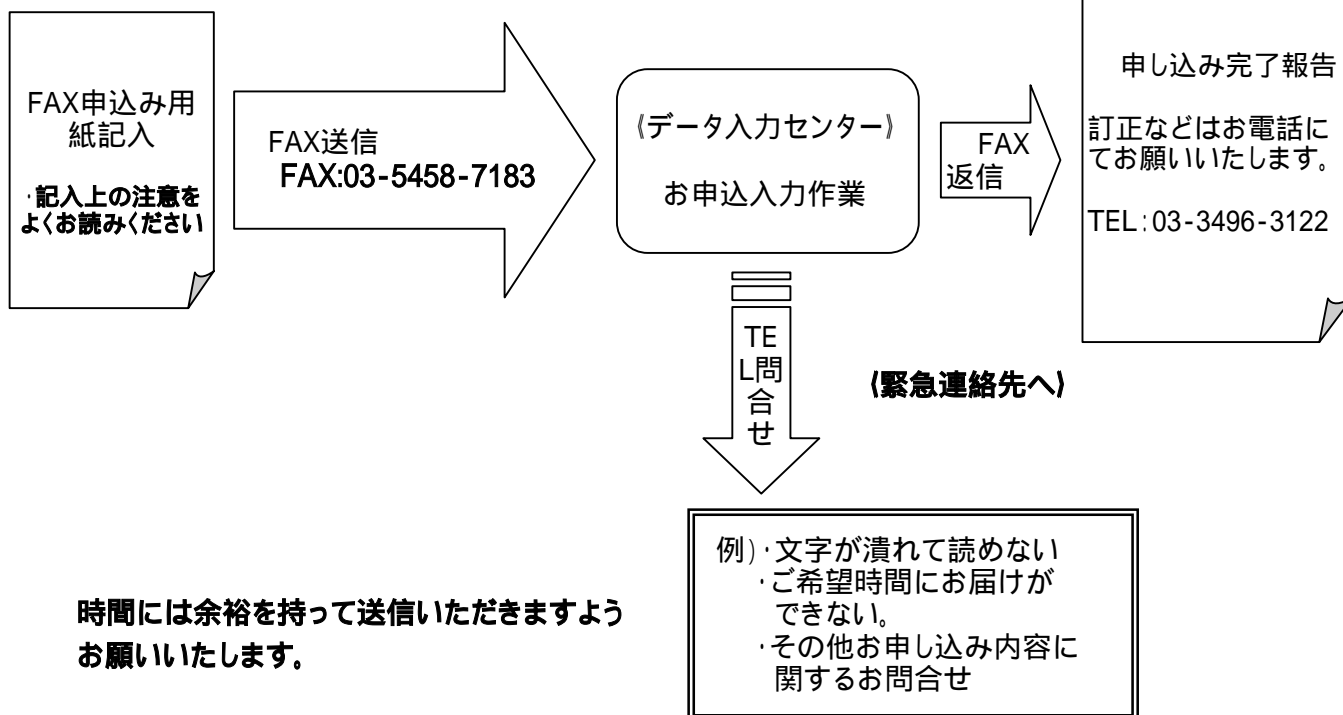 FAX申込み用
紙記入
·記入上の注意を
よくお読みください
FAX送信
FAX:03-5458-7183
《データ入力センター》
お申込入力作業
FAX
返信
申し込み完了報告
訂正などはお電話に
てお願いいたします。
TEL:03-3496-3122
TE
L問
合
せ
〈緊急連絡先へ〉
例)·文字が潰れて読めない
·ご希望時間にお届けが
できない。
·その他お申し込み内容に
関するお問合せ
時間には余裕を持って送信いただきますよう
お願いいたします。